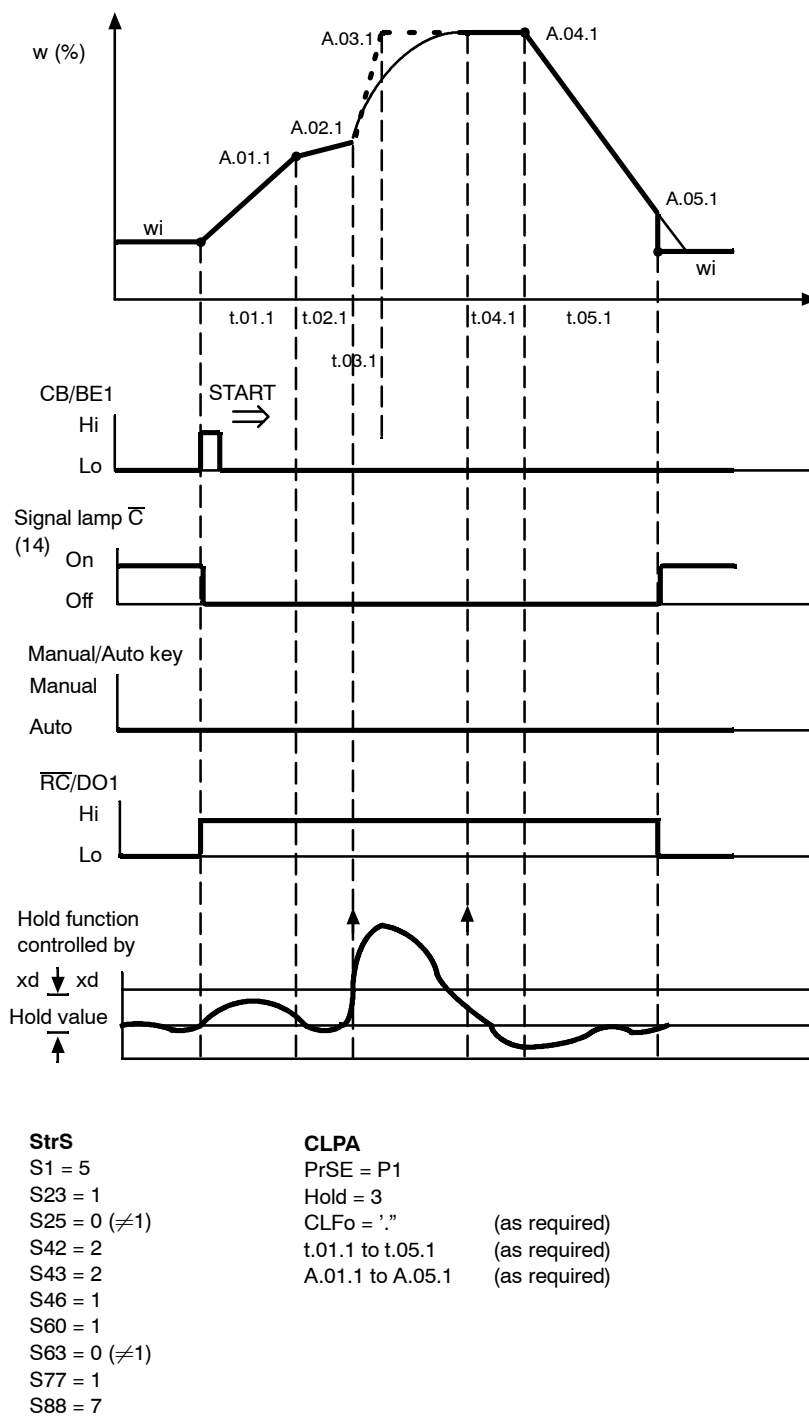 A.03.1
A.04.1
w (%)
A.02.1
A.01.1
A.05.1
wi
wi
t.01.1
t.02.1
t.04.1
t.05.1
t.03.1
CB/BE1
START
Hi
Lo
Signal lamp C̅
(14)
On
Off
Manual/Auto key
Manual
Auto
R̅C̅/DO1
Hi
Lo
Hold function
controlled by
xd xd
Hold value
StrS
S1 = 5
S23 = 1
S25 = 0 (≠1)
S42 = 2
S43 = 2
S46 = 1
S60 = 1
S63 = 0 (≠1)
S77 = 1
S88 = 7
CLPA
PrSE = P1
Hold = 3
CLFo = '." (as required)
t.01.1 to t.05.1 (as required)
A.01.1 to A.05.1 (as required)